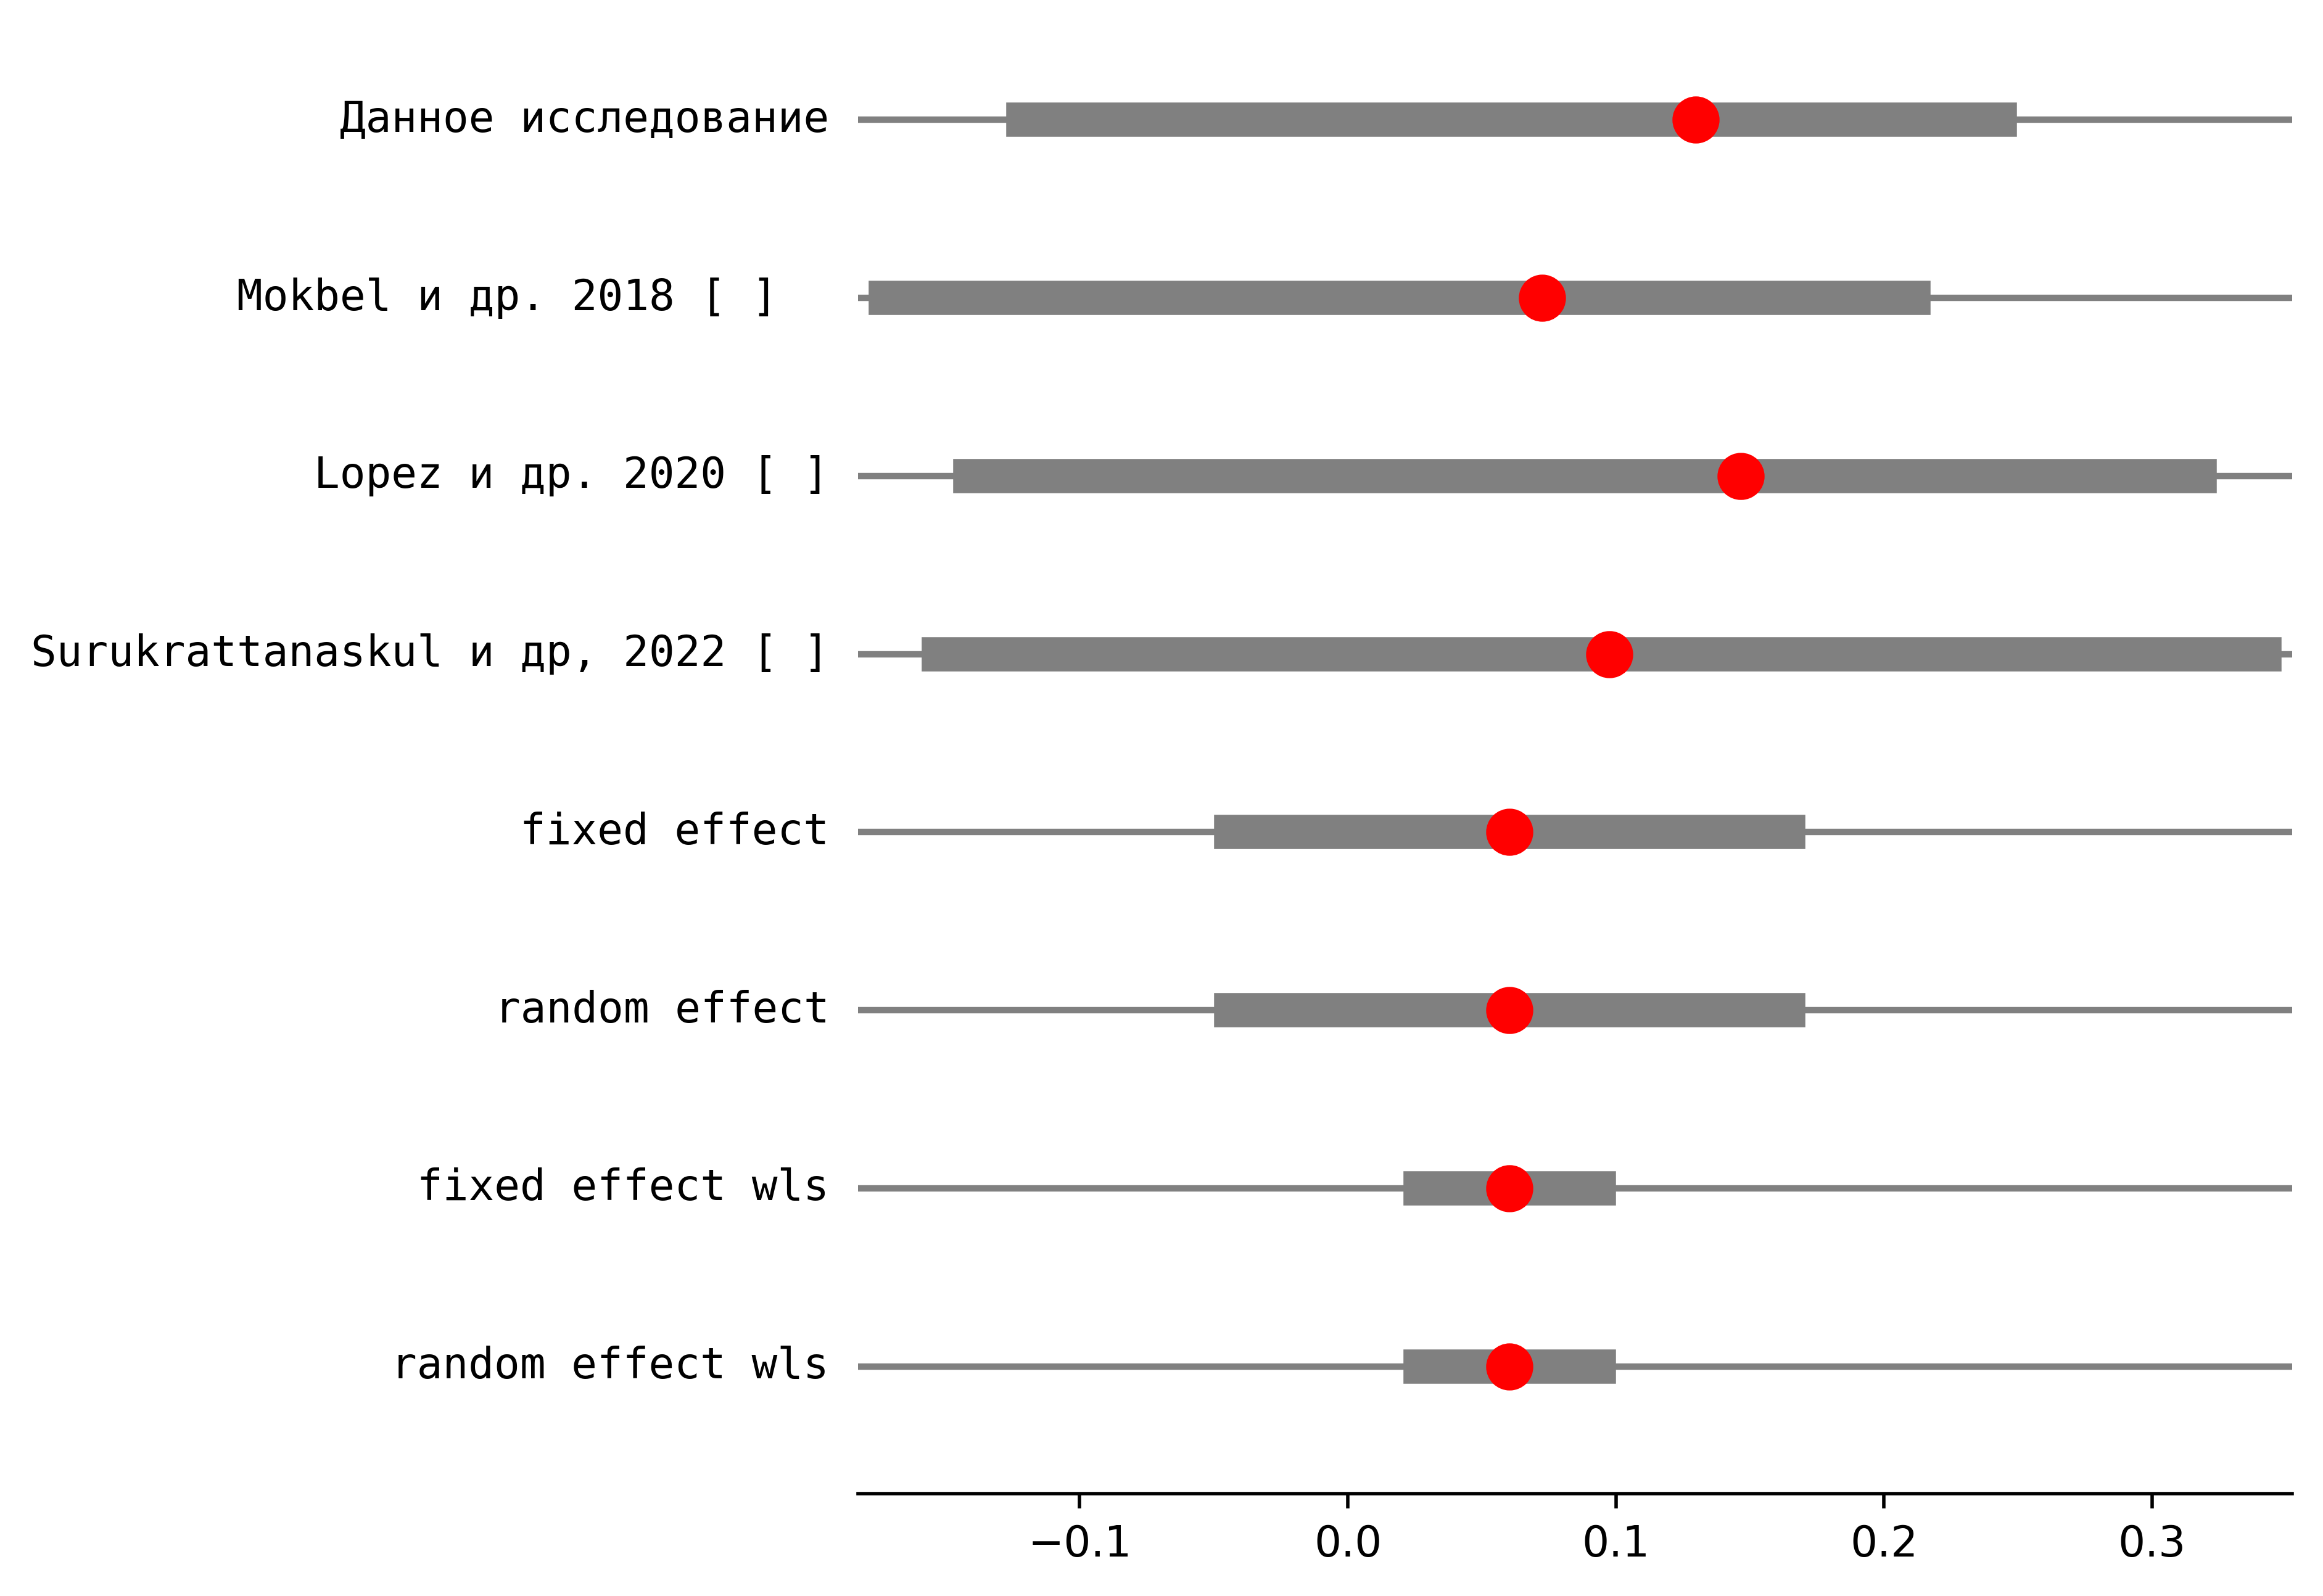 Данное исследование
Mokbel и др. 2018 [ ]
Lopez и др. 2020 [ ]
Surukrattanaskul и др, 2022 [ ]
fixed effect
random effect
fixed effect wls
random effect wls
−0.1 0.0 0.1 0.2 0.3